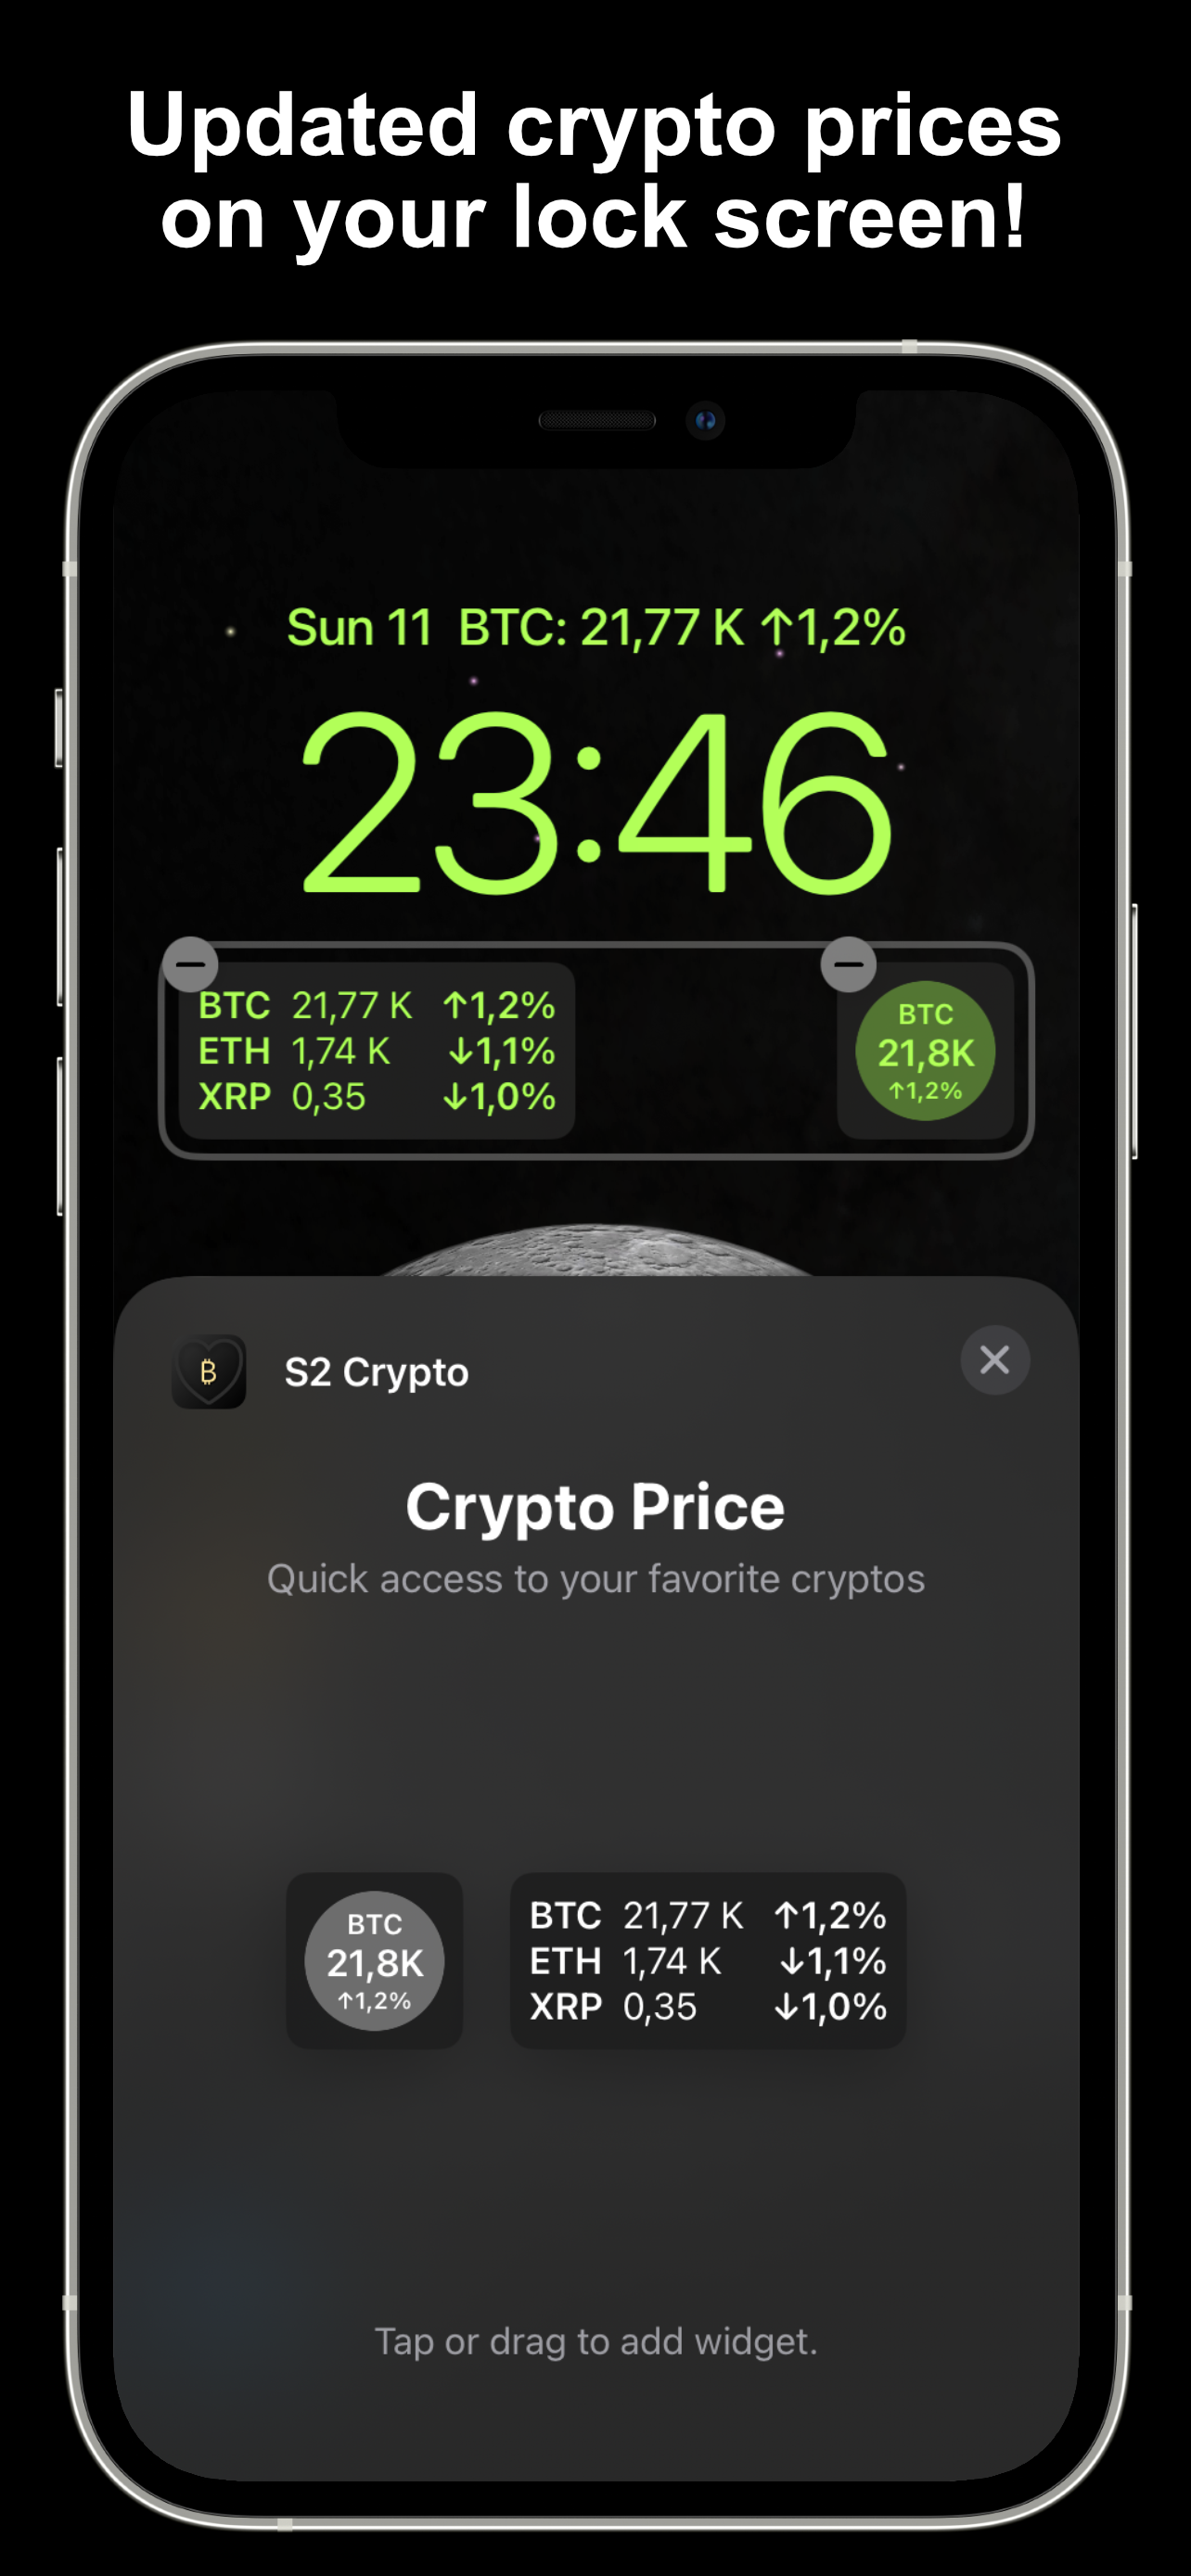 Updated crypto prices
on your lock screen!
Sun 11 BTC: 21,77 K ↑1,2%
23:46
BTC 21,77 K ↑1,2%
ETH 1,74 K ↓1,1%
XRP 0,35 ↓1,0%
BTC
21,8K
↑1,2%
S2 Crypto
Crypto Price
Quick access to your favorite cryptos
BTC
21,8K
↑1,2%
BTC 21,77 K ↑1,2%
ETH 1,74 K ↓1,1%
XRP 0,35 ↓1,0%
Tap or drag to add widget.